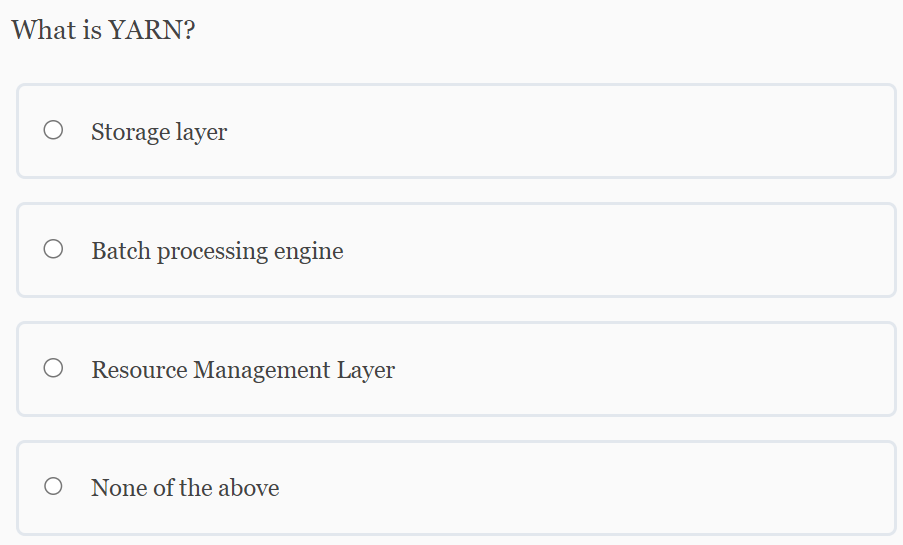 What is YARN?
Storage layer
Batch processing engine
Resource Management Layer
None of the above